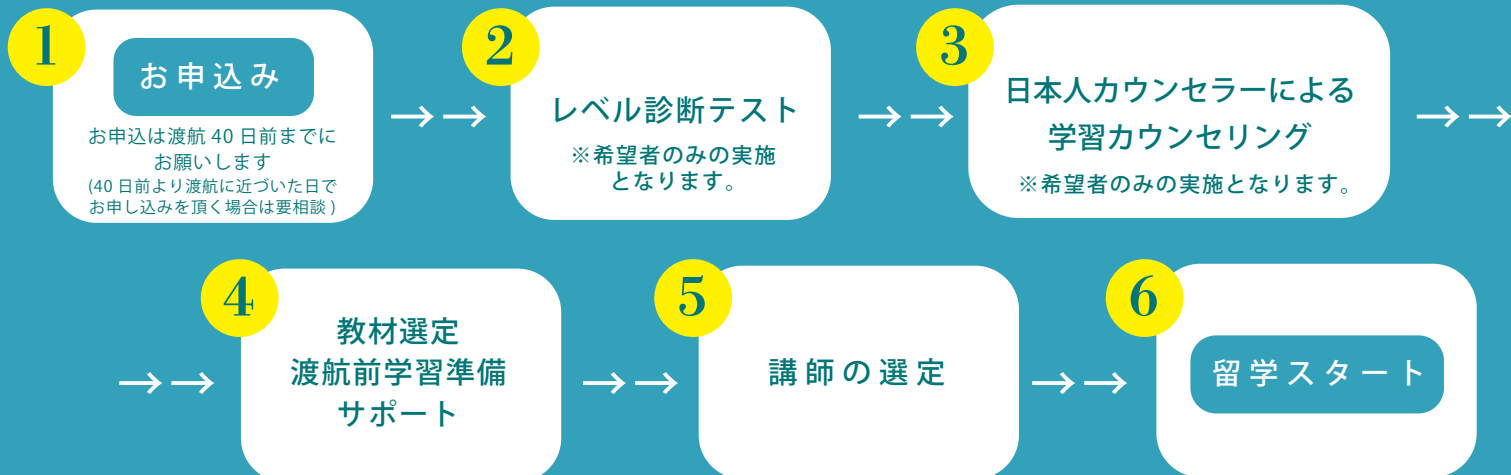 1
お申込み
お申込は渡航 40 日前までに
お願いします
(40 日前より渡航に近づいた日で
お申し込みを頂く場合は要相談 )
→→
2
レベル診断テスト
※希望者のみの実施
となります。
→→
3
日本人カウンセラーによる
学習カウンセリング
※希望者のみの実施となります。
→→
→→
4
教材選定
渡航前学習準備
サポート
→→
5
講師の選定
→→
6
留学スタート